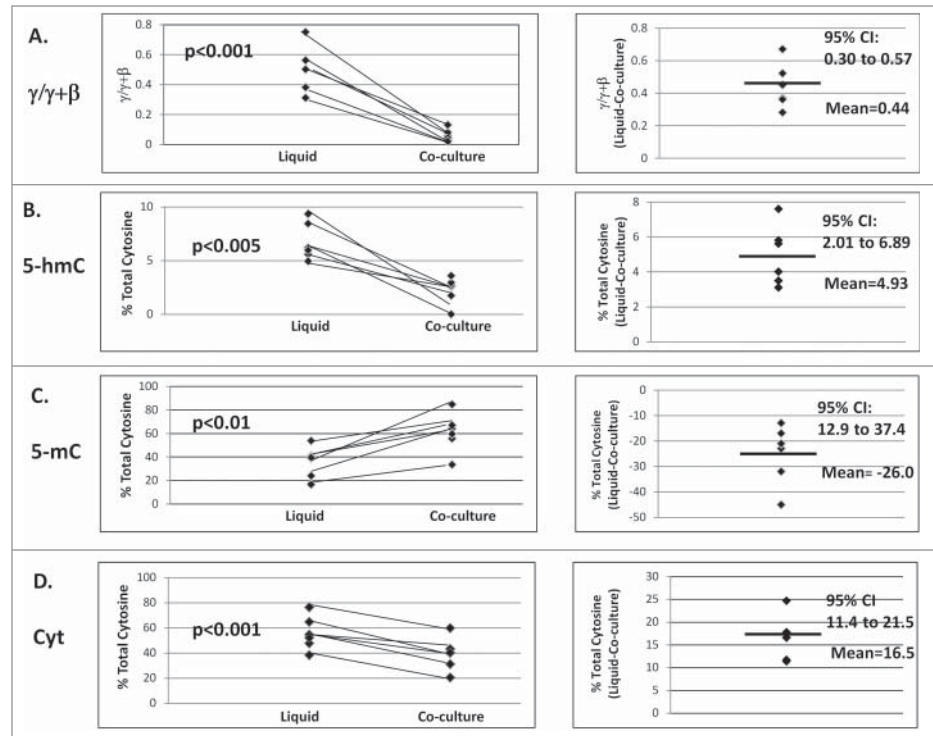 A.
γ/γ+β
γ/γ+β
0.8
0.6
0.4
0.2
0
p<0.001
Liquid
Co-culture
γ/γ+β
(Liquid-Co-culture)
0.8
0.6
0.4
0.2
0
95% CI:
0.30 to 0.57
Mean=0.44
B.
5-hmC
% Total Cytosine
10
5
0
p<0.005
Liquid
Co-culture
% Total Cytosine
(Liquid-Co-culture)
8
6
4
2
0
95% CI:
2.01 to 6.89
Mean=4.93
C.
5-mC
% Total Cytosine
100
80
60
40
20
0
p<0.01
Liquid
Co-culture
% Total Cytosine
(Liquid-Co-culture)
0
-10
-20
-30
-40
-50
95% CI:
12.9 to 37.4
Mean= -26.0
D.
Cyt
% Total Cytosine
100
80
60
40
20
0
p<0.001
Liquid
Co-culture
% Total Cytosine
(Liquid-Co-culture)
30
25
20
15
10
5
0
95% CI
11.4 to 21.5
Mean=16.5